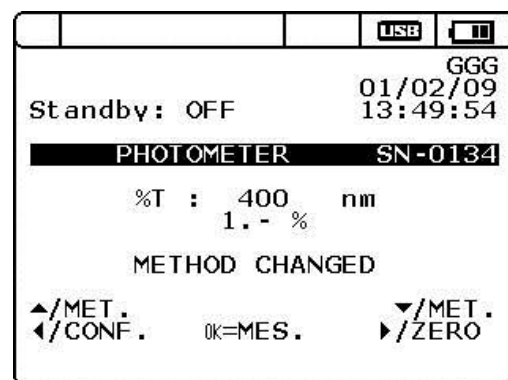 USB
GGG
01/02/09
Standby: OFF 13:49:54
PHOTOMETER SN-0134
%T : 400 nm
1.- %
METHOD CHANGED
▲/MET. ▼/MET.
◀/CONF. OK=MES. ▶/ZERO